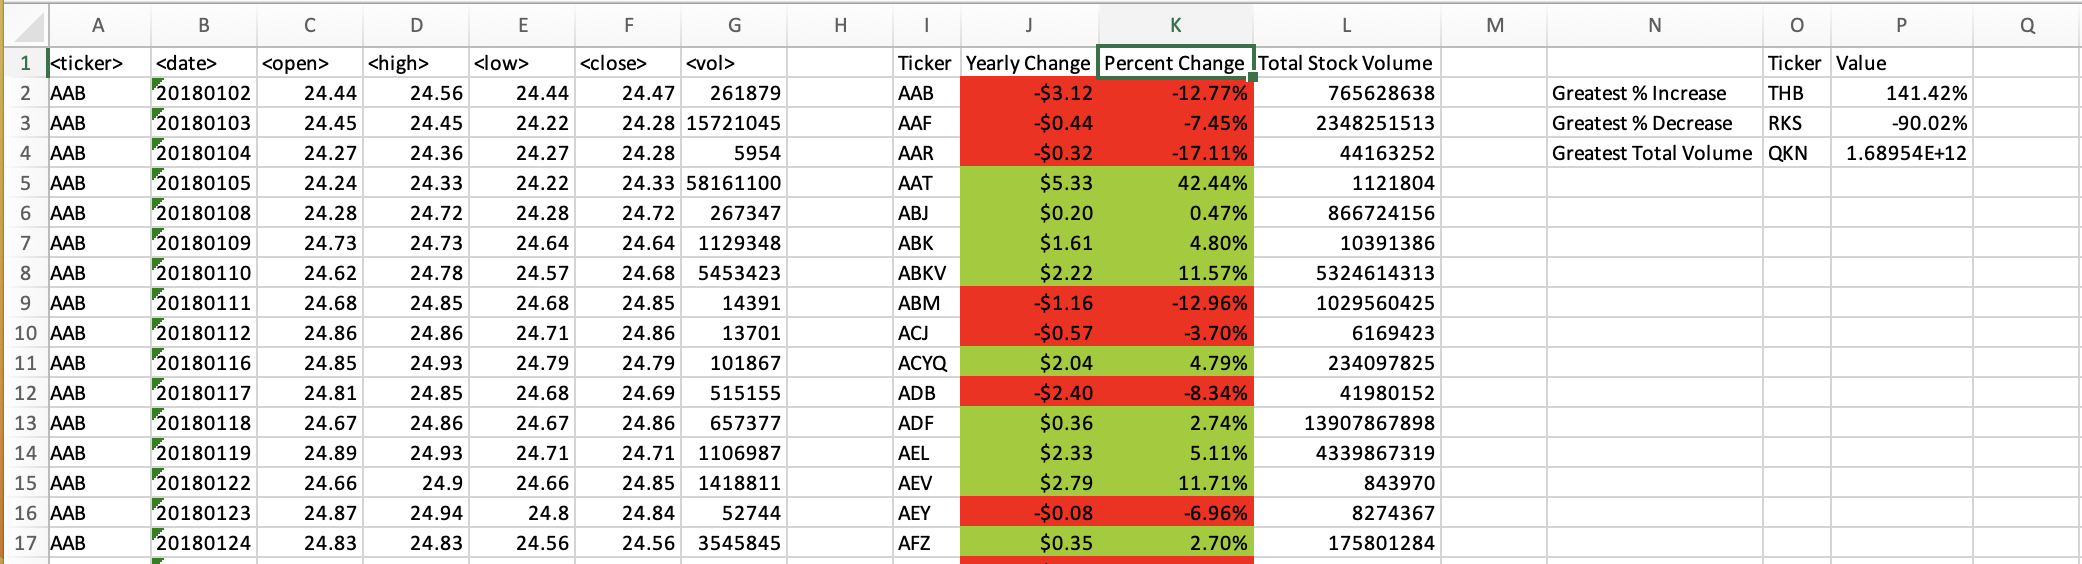 A B C D E F G H I J K L M N O P Q
1 <ticker> <date> <open> <high> <low> <close> <vol> Ticker Yearly Change Percent Change Total Stock Volume Ticker Value
2 AAB 20180102 24.44 24.56 24.44 24.47 261879 AAB -$3.12 -12.77% 765628638 Greatest % Increase THB 141.42%
3 AAB 20180103 24.45 24.45 24.22 24.28 15721045 AAF -$0.44 -7.45% 2348251513 Greatest % Decrease RKS -90.02%
4 AAB 20180104 24.27 24.36 24.27 24.28 5954 AAR -$0.32 -17.11% 44163252 Greatest Total Volume QKN 1.68954E+12
5 AAB 20180105 24.24 24.33 24.22 24.33 58161100 AAT $5.33 42.44% 1121804
6 AAB 20180108 24.28 24.72 24.28 24.72 267347 ABJ $0.20 0.47% 866724156
7 AAB 20180109 24.73 24.73 24.64 24.64 1129348 ABK $1.61 4.80% 10391386
8 AAB 20180110 24.62 24.78 24.57 24.68 5453423 ABKV $2.22 11.57% 5324614313
9 AAB 20180111 24.68 24.85 24.68 24.85 14391 ABM -$1.16 -12.96% 1029560425
10 AAB 20180112 24.86 24.86 24.71 24.86 13701 ACJ -$0.57 -3.70% 6169423
11 AAB 20180116 24.85 24.93 24.79 24.79 101867 ACYQ $2.04 4.79% 234097825
12 AAB 20180117 24.81 24.85 24.68 24.69 515155 ADB -$2.40 -8.34% 41980152
13 AAB 20180118 24.67 24.86 24.67 24.86 657377 ADF $0.36 2.74% 13907867898
14 AAB 20180119 24.89 24.93 24.71 24.71 1106987 AEL $2.33 5.11% 4339867319
15 AAB 20180122 24.66 24.9 24.66 24.85 1418811 AEV $2.79 11.71% 843970
16 AAB 20180123 24.87 24.94 24.8 24.84 52744 AEY -$0.08 -6.96% 8274367
17 AAB 20180124 24.83 24.83 24.56 24.56 3545845 AFZ $0.35 2.70% 175801284